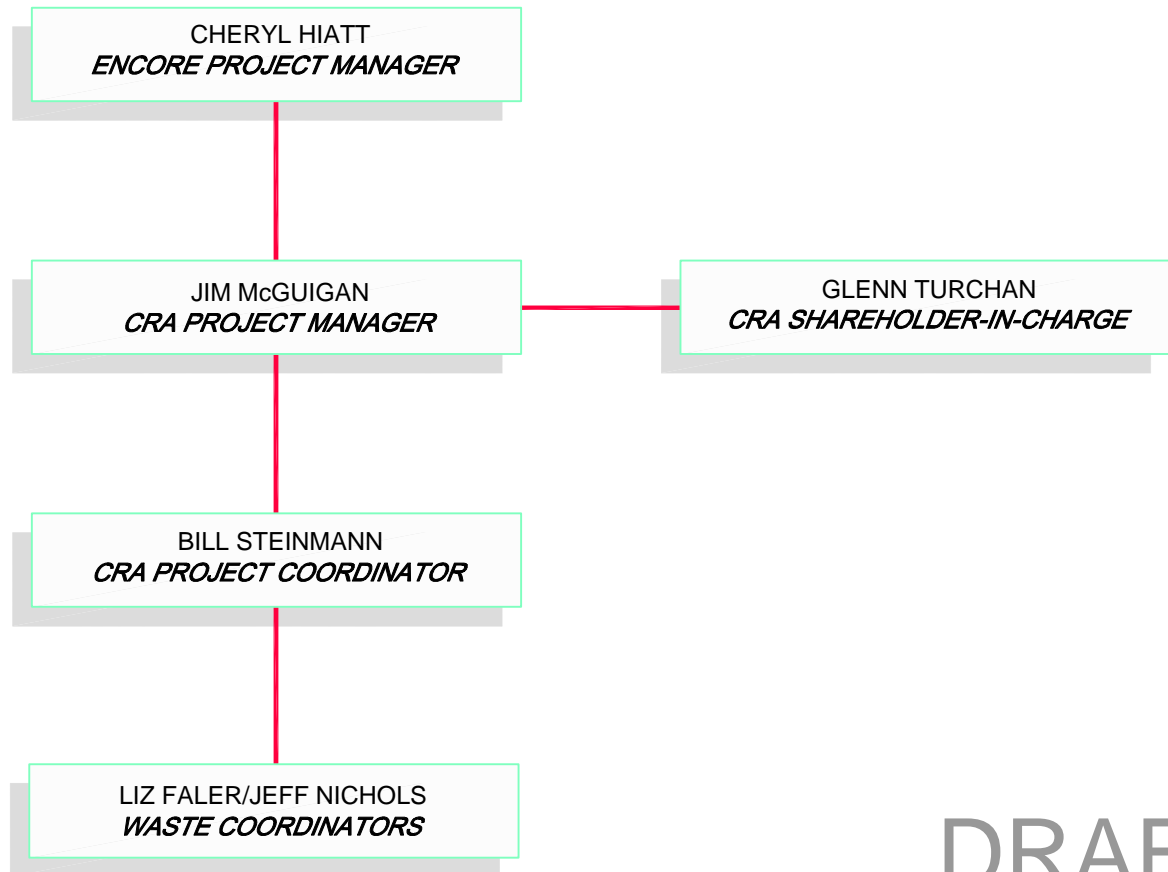 CHERYL HIATT
ENCORE PROJECT MANAGER
JIM McGUIGAN
CRA PROJECT MANAGER
GLENN TURCHAN
CRA SHAREHOLDER-IN-CHARGE
BILL STEINMANN
CRA PROJECT COORDINATOR
LIZ FALER/JEFF NICHOLS
WASTE COORDINATORS